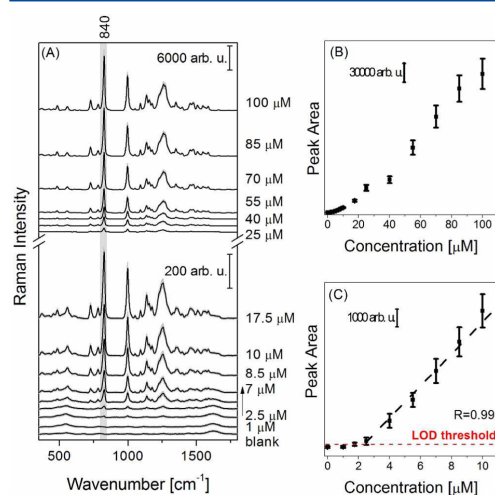 840
(A)
6000 arb. u.
100 μM
85 μM
70 μM
55 μM
40 μM
25 μM
200 arb. u.
17.5 μM
10 μM
8.5 μM
7 μM
2.5 μM
1 μM
blank
Raman Intensity
500 1000 1500
Wavenumber [cm⁻¹]
(B)
30000 arb. u.
Peak Area
0 20 40 60 80 100
Concentration [μM]
(C)
1000 arb. u.
Peak Area
R=0.99
LOD threshold
0 2 4 6 8 10
Concentration [μM]